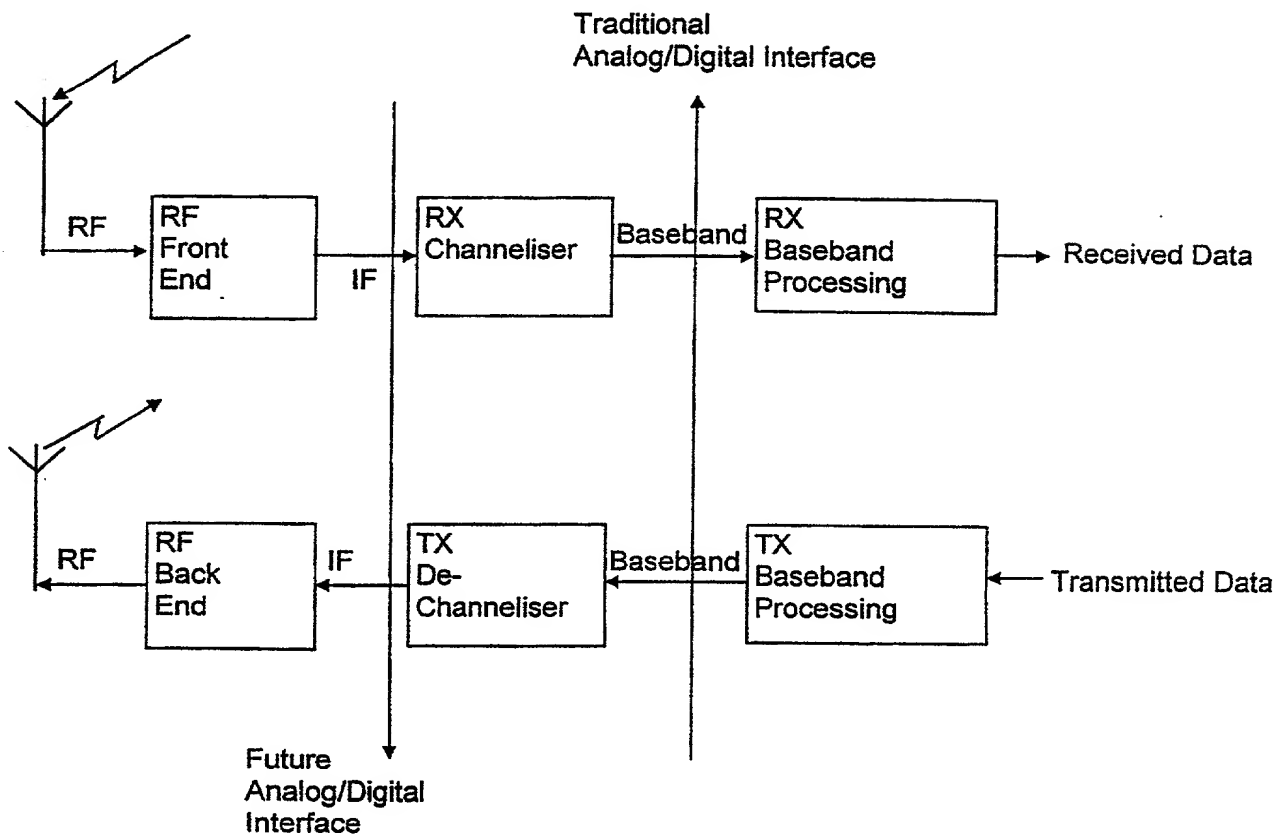 Traditional
Analog/Digital Interface
RF
RF
Front
End
IF
RX
Channeliser
Baseband
RX
Baseband
Processing
Received Data
RF
RF
Back
End
IF
TX
De-
Channeliser
Baseband
TX
Baseband
Processing
Transmitted Data
Future
Analog/Digital
Interface